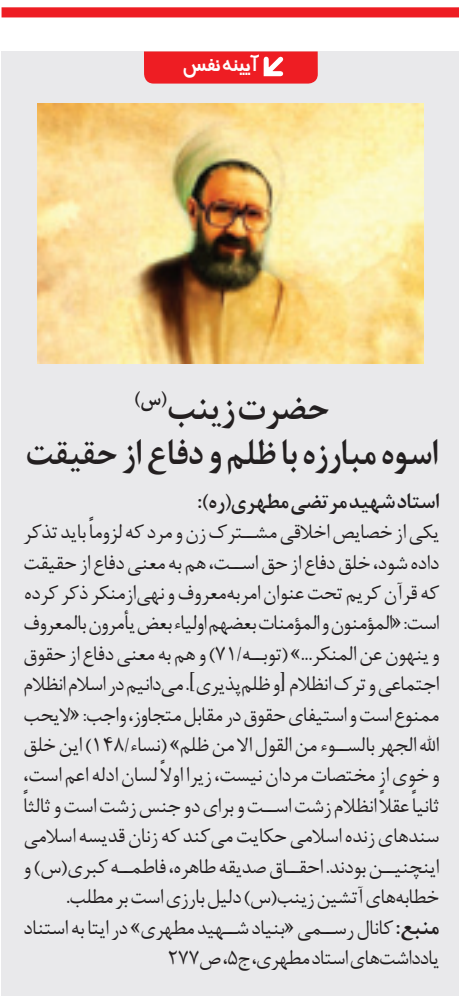 آیینه نفس
حضرت زینب(س)
اسوه مبارزه با ظلم و دفاع از حقیقت
استاد شهید مرتضی مطهری(ره):
یکی از خصایص اخلاقی مشترک زن و مرد که لزوماً باید تذکر
داده شود، خلق دفاع از حق است، هم به معنی دفاع از حقیقت
که قرآن کریم تحت عنوان امربه‌معروف و نهی‌ازمنکر ذکر کرده
است: «المؤمنون و المؤمنات بعضهم اولیاء بعض یأمرون بالمعروف
و ینهون عن المنکر...» (توبه/۷۱) و هم به معنی دفاع از حقوق
اجتماعی و ترک انظلام [و ظلم‌پذیری]. می‌دانیم در اسلام انظلام
ممنوع است و استیفای حقوق در مقابل متجاوز، واجب: «لایحب
الله الجهر بالسوء من القول الا من ظلم» (نساء/۱۴۸) این خلق
و خوی از مختصات مردان نیست، زیرا اولاً لسان ادله اعم است،
ثانیاً عقلاً انظلام زشت است و برای دو جنس زشت است و ثالثاً
سندهای زنده اسلامی حکایت می‌کند که زنان قدیسه اسلامی
اینچنین بودند. احقاق صدیقه طاهره، فاطمه کبری(س) و
خطابه‌های آتشین زینب(س) دلیل بارزی است بر مطلب.
منبع: کانال رسمی «بنیاد شهید مطهری» در ایتا به استناد
یادداشت‌های استاد مطهری، ج۵، ص۲۷۷